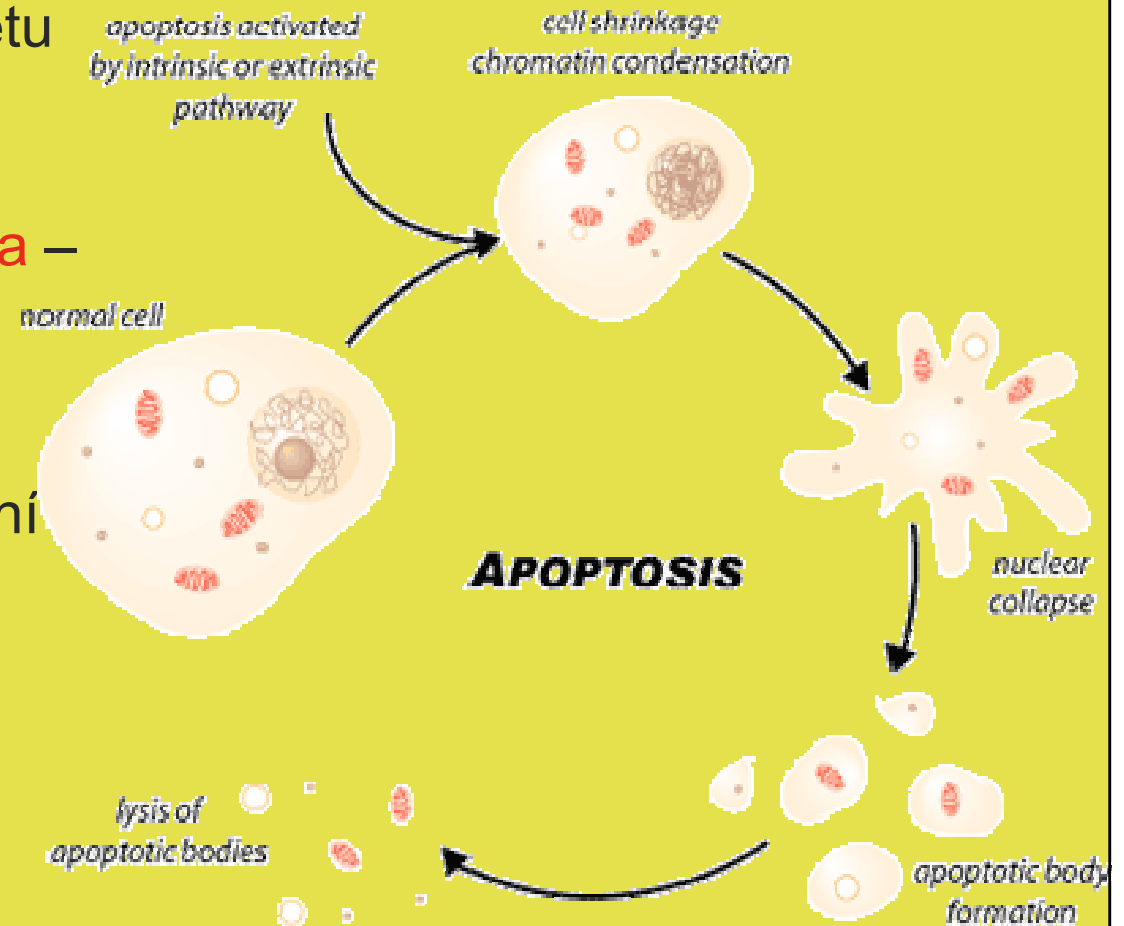 etu
apoptosis activated
by intrinsic or extrinsic
pathway
cell shrinkage
chromatin condensation
a –
normal cell
ní
APOPTOSIS
nuclear
collapse
lysis of
apoptotic bodies
apoptotic body
formation